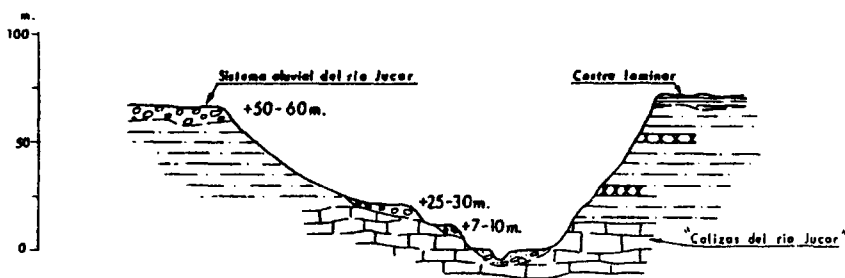 m.
100
Sistema aluvial del río Jucar
Costra laminar
+50-60m.
50
+25-30m.
+7-10m.
"Calizas del río Jucar"
0